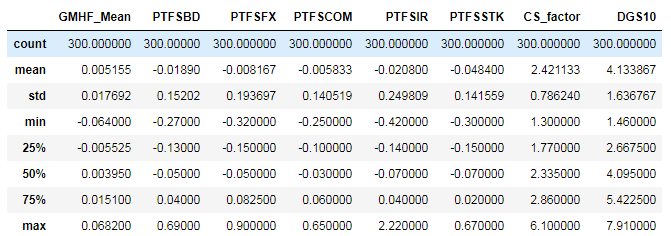 GMHF_Mean PTFSBD PTFSFX PTFSCOM PTFSIR PTFSSTK CS_factor DGS10
count 300.000000 300.00000 300.000000 300.000000 300.000000 300.000000 300.000000 300.000000
mean 0.005155 -0.01890 -0.008167 -0.005833 -0.020800 -0.048400 2.421133 4.133867
std 0.017692 0.15202 0.193697 0.140519 0.249809 0.141559 0.786240 1.636767
min -0.064000 -0.27000 -0.320000 -0.250000 -0.420000 -0.300000 1.300000 1.460000
25% -0.005525 -0.13000 -0.150000 -0.100000 -0.140000 -0.150000 1.770000 2.667500
50% 0.003950 -0.05000 -0.050000 -0.030000 -0.070000 -0.070000 2.335000 4.095000
75% 0.015100 0.04000 0.082500 0.060000 0.040000 0.020000 2.860000 5.422500
max 0.068200 0.69000 0.900000 0.650000 2.220000 0.670000 6.100000 7.910000